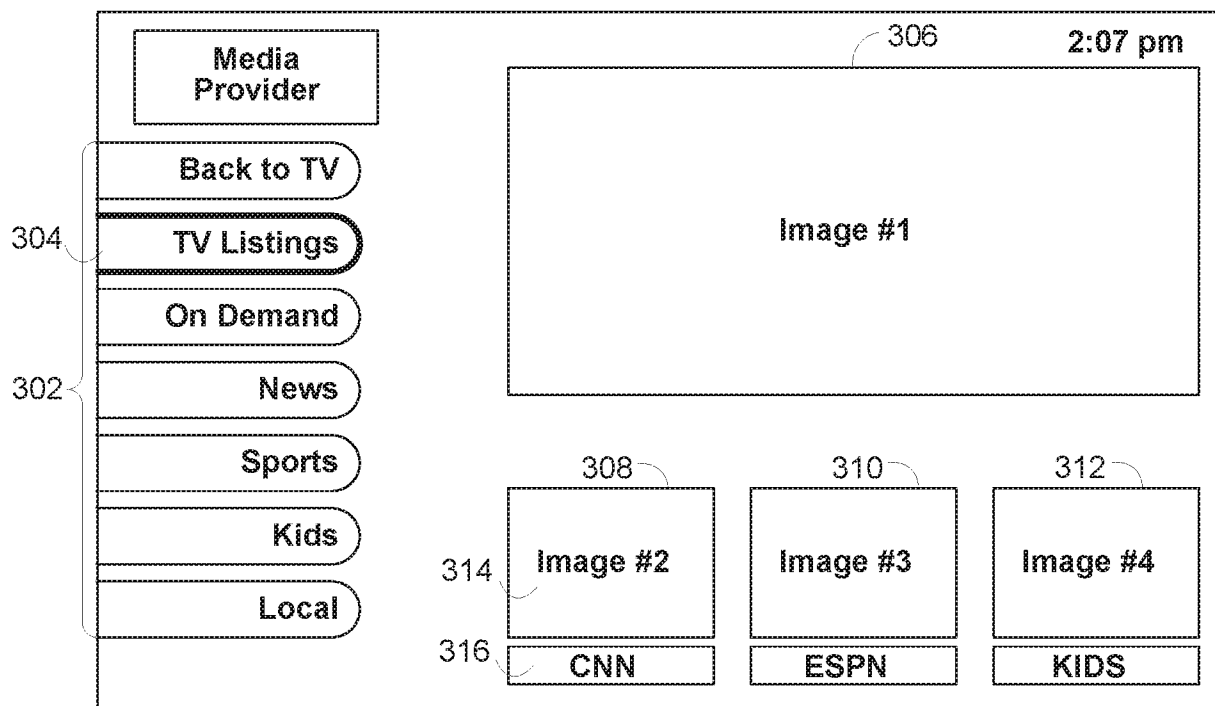 306
2:07 pm
Media
Provider
Back to TV
304
TV Listings
Image #1
On Demand
302
News
Sports
308
310
312
Kids
314
Image #2
Image #3
Image #4
Local
316
CNN
ESPN
KIDS